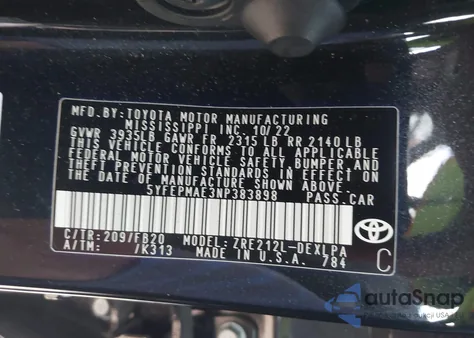 MFD.BY:TOYOTA MOTOR MANUFACTURING
MISSISSIPPI INC. 10/22
GVWR 3935LB GAWR FR 2315 LB RR 2140 LB
THIS VEHICLE CONFORMS TO ALL APPLICABLE
FEDERAL MOTOR VEHICLE SAFETY, BUMPER AND
THEFT PREVENTION STANDARDS IN EFFECT ON
THE DATE OF MANUFACTURE SHOWN ABOVE.
5YFEPMAE3NP383898 PASS.CAR
C/TR:209/FB20 MODEL:ZRE212L-DEXLPA
A/TM: /K313 MADE IN U.S.A. 784
TOYOTA
C
autoSnap